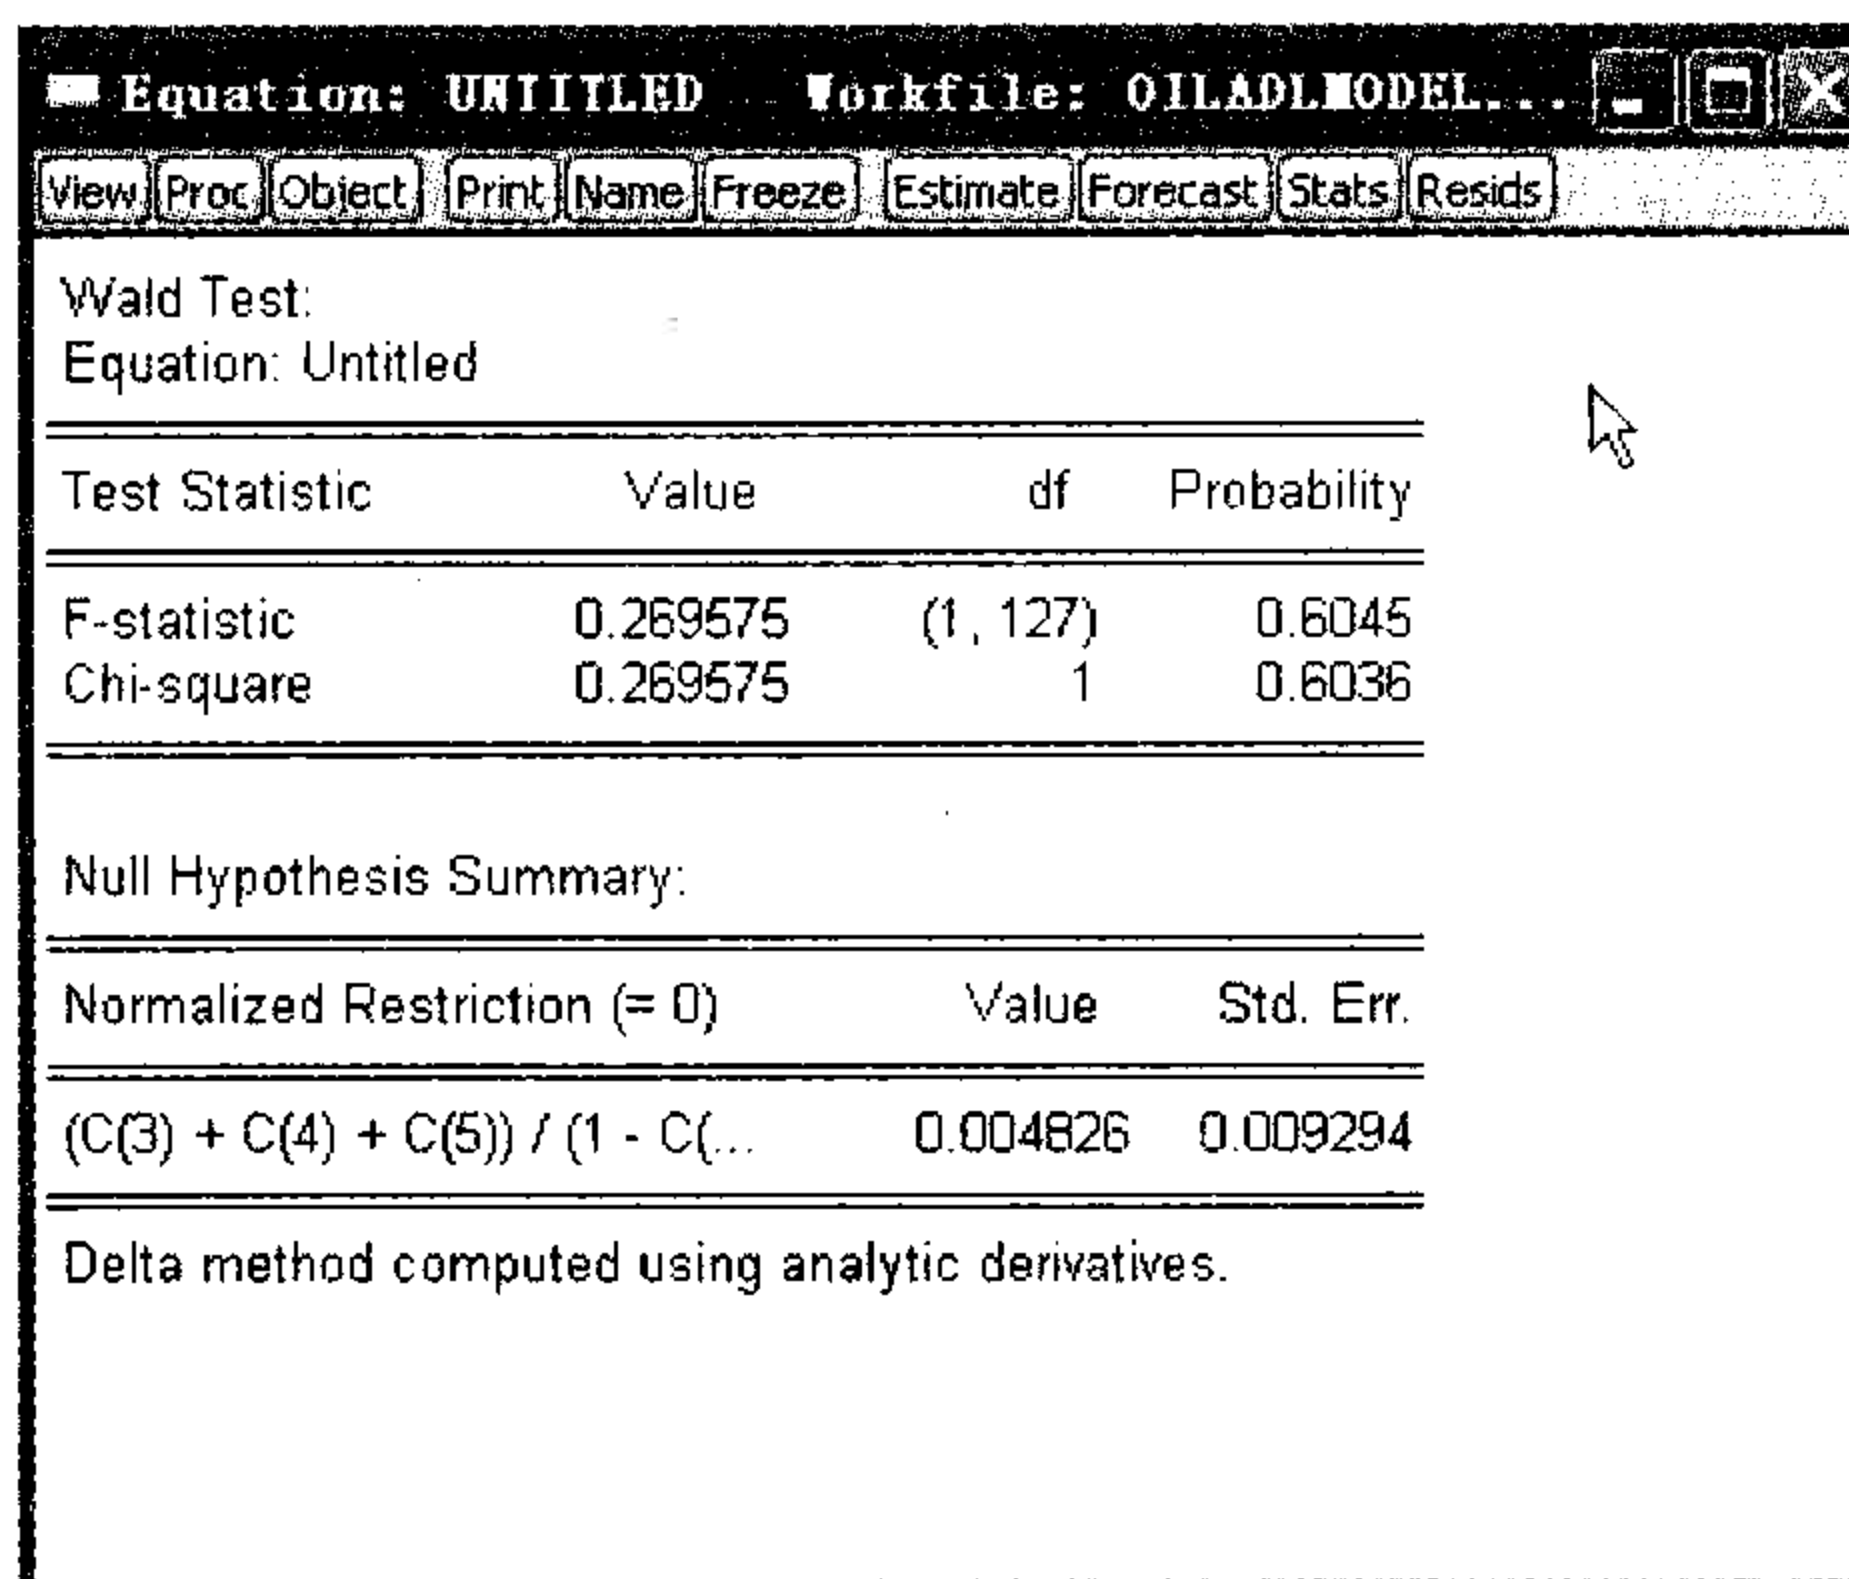 Equation: UNTITLED Workfile: OILADLMODEL...
View Proc Object Print Name Freeze Estimate Forecast Stats Resids
Wald Test:
Equation: Untitled
Test Statistic Value df Probability
F-statistic 0.269575 (1, 127) 0.6045
Chi-square 0.269575 1 0.6036
Null Hypothesis Summary:
Normalized Restriction (= 0) Value Std. Err.
(C(3) + C(4) + C(5)) / (1 - C(... 0.004826 0.009294
Delta method computed using analytic derivatives.